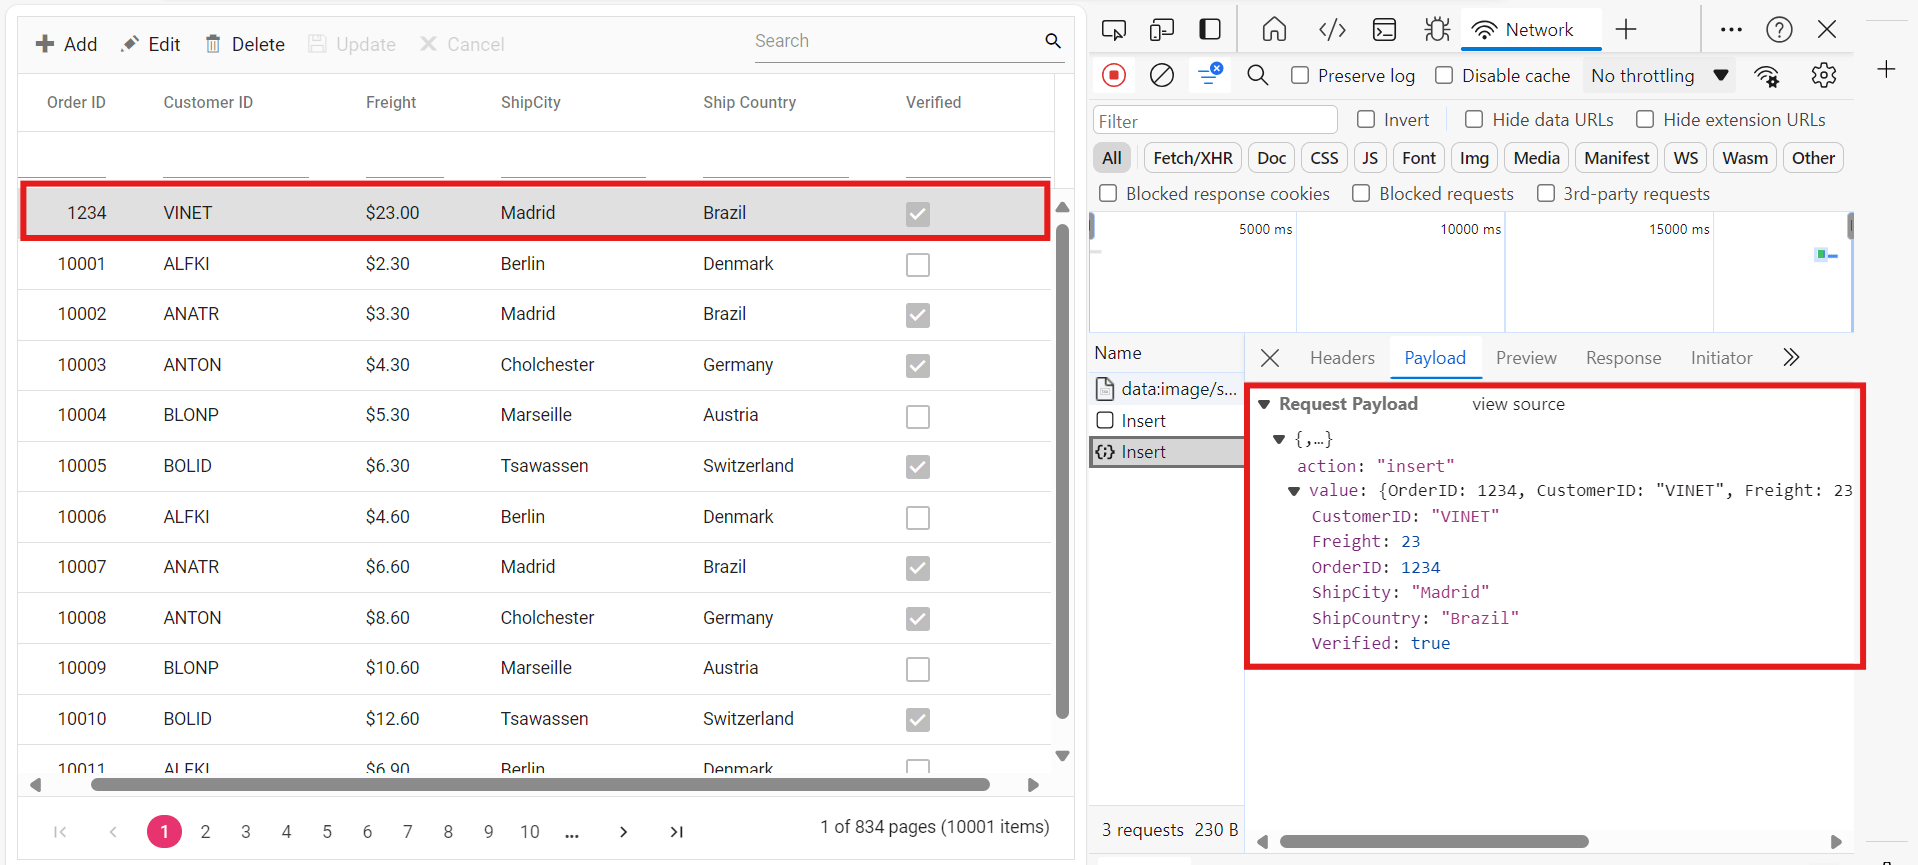 Add Edit Delete Update Cancel Search
Order ID Customer ID Freight ShipCity Ship Country Verified
1234 VINET $23.00 Madrid Brazil
10001 ALFKI $2.30 Berlin Denmark
10002 ANATR $3.30 Madrid Brazil
10003 ANTON $4.30 Cholchester Germany
10004 BLONP $5.30 Marseille Austria
10005 BOLID $6.30 Tsawassen Switzerland
10006 ALFKI $4.60 Berlin Denmark
10007 ANATR $6.60 Madrid Brazil
10008 ANTON $8.60 Cholchester Germany
10009 BLONP $10.60 Marseille Austria
10010 BOLID $12.60 Tsawassen Switzerland
10011 ALFKI $6.90 Berlin Denmark
1 2 3 4 5 6 7 8 9 10 ... 1 of 834 pages (10001 items)
Network
Preserve log Disable cache No throttling
Filter Invert Hide data URLs Hide extension URLs
All Fetch/XHR Doc CSS JS Font Img Media Manifest WS Wasm Other
Blocked response cookies Blocked requests 3rd-party requests
5000 ms 10000 ms 15000 ms
Name
data:image/s...
Insert
Insert
3 requests 230 B
Headers Payload Preview Response Initiator
Request Payload view source
{,…}
action: "insert"
value: {OrderID: 1234, CustomerID: "VINET", Freight: 23
CustomerID: "VINET"
Freight: 23
OrderID: 1234
ShipCity: "Madrid"
ShipCountry: "Brazil"
Verified: true